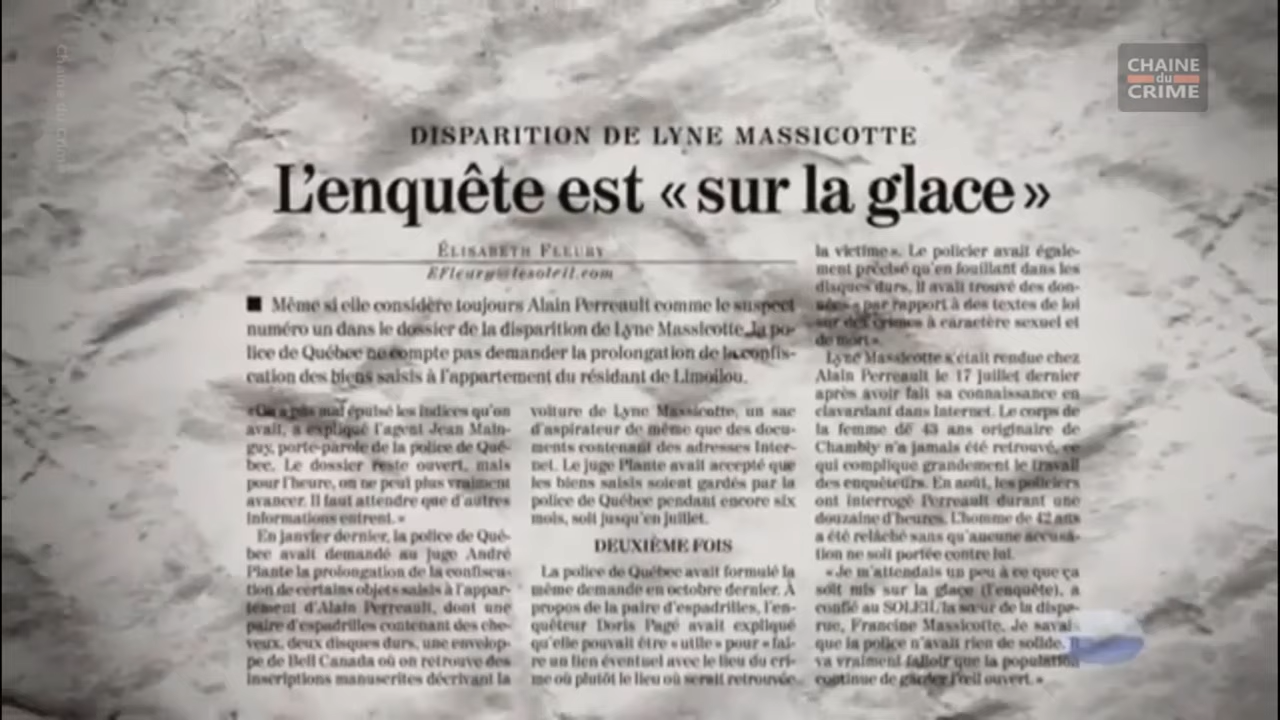 CHAINE
du
CRIME
DISPARITION DE LYNE MASSICOTTE
L'enquête est « sur la glace »
ÉLISABETH FLEURY
EFleury@lesoleil.com
■ Même si elle considère toujours Alain Perreault comme le suspect
numéro un dans le dossier de la disparition de Lyne Massicotte, la po-
lice de Québec ne compte pas demander la prolongation de la confis-
cation des biens saisis à l'appartement du résidant de Limoilou.
«On a pas mal épuisé les indices qu'on
avait, a expliqué l'agent Jean Main-
guy, porte-parole de la police de Qué-
bec. Le dossier reste ouvert, mais
pour l'heure, on ne peut plus vraiment
avancer. Il faut attendre que d'autres
informations entrent. »
En janvier dernier, la police de Qué-
bec avait demandé au juge André
Plante la prolongation de la confisca-
tion de certains objets saisis à l'appar-
tement d'Alain Perreault, dont une
paire d'espadrilles contenant des che-
veux, deux disques durs, une envelop-
pe de Bell Canada où on retrouve des
inscriptions manuscrites décrivant la
voiture de Lyne Massicotte, un sac
d'aspirateur de même que des docu-
ments contenant des adresses Inter-
net. Le juge Plante avait accepté que
les biens saisis soient gardés par la
police de Québec pendant encore six
mois, soit jusqu'en juillet.
DEUXIÈME FOIS
La police de Québec avait formulé la
même demande en octobre dernier. À
propos de la paire d'espadrilles, l'en-
quêteur Doris Pagé avait expliqué
qu'elle pouvait être « utile » pour « fai-
re un lien éventuel avec le lieu du cri-
me où plutôt le lieu où serait retrouvée
la victime ». Le policier avait égale-
ment précisé qu'en fouillant dans les
disques durs, il avait trouvé des don-
nées « par rapport à des textes de loi
sur des crimes à caractère sexuel et
de mort ».
Lyne Massicotte s'était rendue chez
Alain Perreault le 17 juillet dernier
après avoir fait sa connaissance en
clavardant dans Internet. Le corps de
la femme de 43 ans originaire de
Chambly n'a jamais été retrouvé, ce
qui complique grandement le travail
des enquêteurs. En août, les policiers
ont interrogé Perreault durant une
douzaine d'heures. L'homme de 42 ans
a été relâché sans qu'aucune accusa-
tion ne soit portée contre lui.
« Je m'attendais un peu à ce que ça
soit mis sur la glace (l'enquête), a
confié au SOLEIL la sœur de la dispa-
rue, Francine Massicotte. Je savais
que la police n'avait rien de solide. Il
va vraiment falloir que la population
continue de garder l'œil ouvert. »